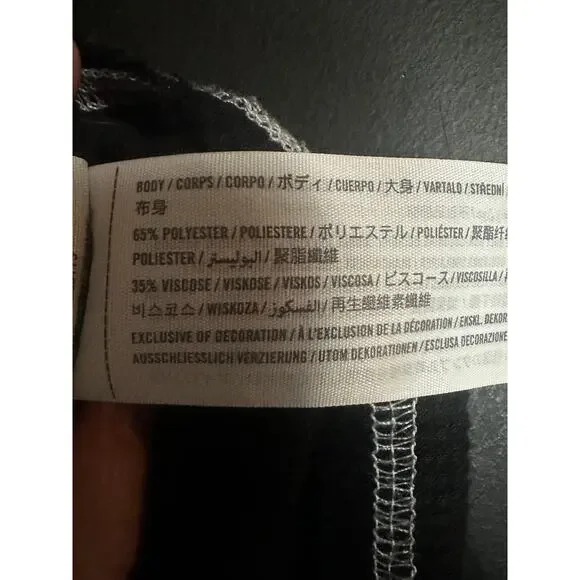 BODY / CORPS / CORPO / ボディ / CUERPO / 大身 / VARTALO / STŘEDNÍ
布身
65% POLYESTER / POLIESTERE / ポリエステル / POLIÉSTER / 聚酯纤维
POLIESTER / البوليستر / 聚脂纖維
35% VISCOSE / VISKOSE / VISKOS / VISCOSA / ビスコース / VISCOSILLA /
비스코스 / WISKOZA / الفسكوز / 再生纖維素纖維
EXCLUSIVE OF DECORATION / À L'EXCLUSION DE LA DÉCORATION / EKSKL. DEKOR
AUSSCHLIESSLICH VERZIERUNG / UTOM DEKORATIONEN / ESCLUSA DECORAZIONE